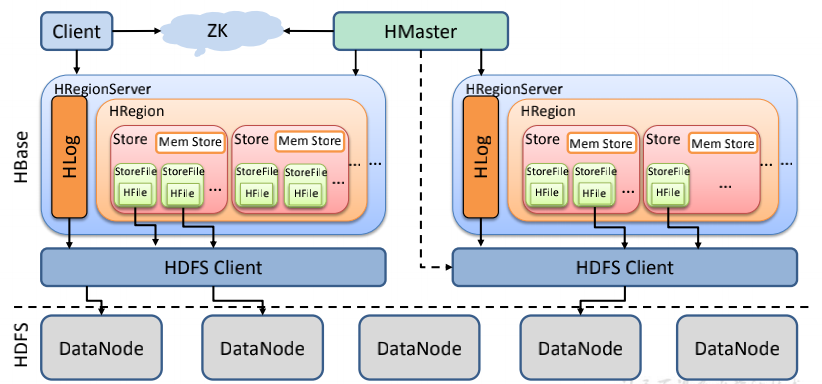 Client
ZK
HMaster
HBase
HRegionServer
HLog
HRegion
Store
Mem Store
StoreFile
HFile
StoreFile
HFile
...
Store
Mem Store
StoreFile
HFile
StoreFile
HFile
...
...
...
HRegionServer
HLog
HRegion
Store
Mem Store
StoreFile
HFile
StoreFile
HFile
...
Store
Mem Store
StoreFile
HFile
...
...
...
HDFS Client
HDFS Client
HDFS
DataNode
DataNode
DataNode
DataNode
DataNode